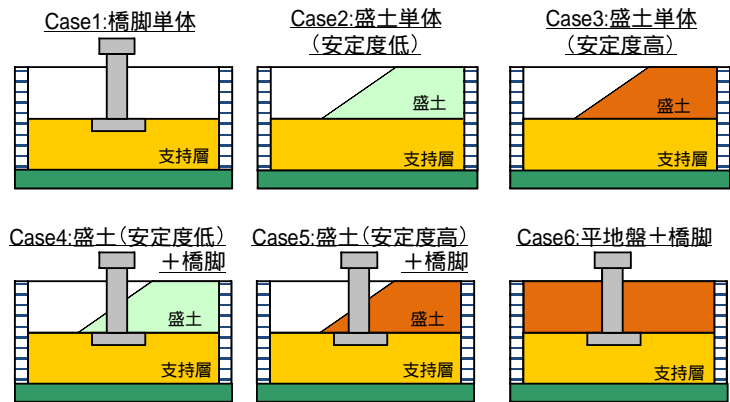 Case1:橋脚単体
Case2:盛土単体
(安定度低)
Case3:盛土単体
(安定度高)
支持層
盛土
支持層
盛土
支持層
Case4:盛土(安定度低)
+橋脚
Case5:盛土(安定度高)
+橋脚
Case6:平地盤+橋脚
盛土
支持層
盛土
支持層
支持層